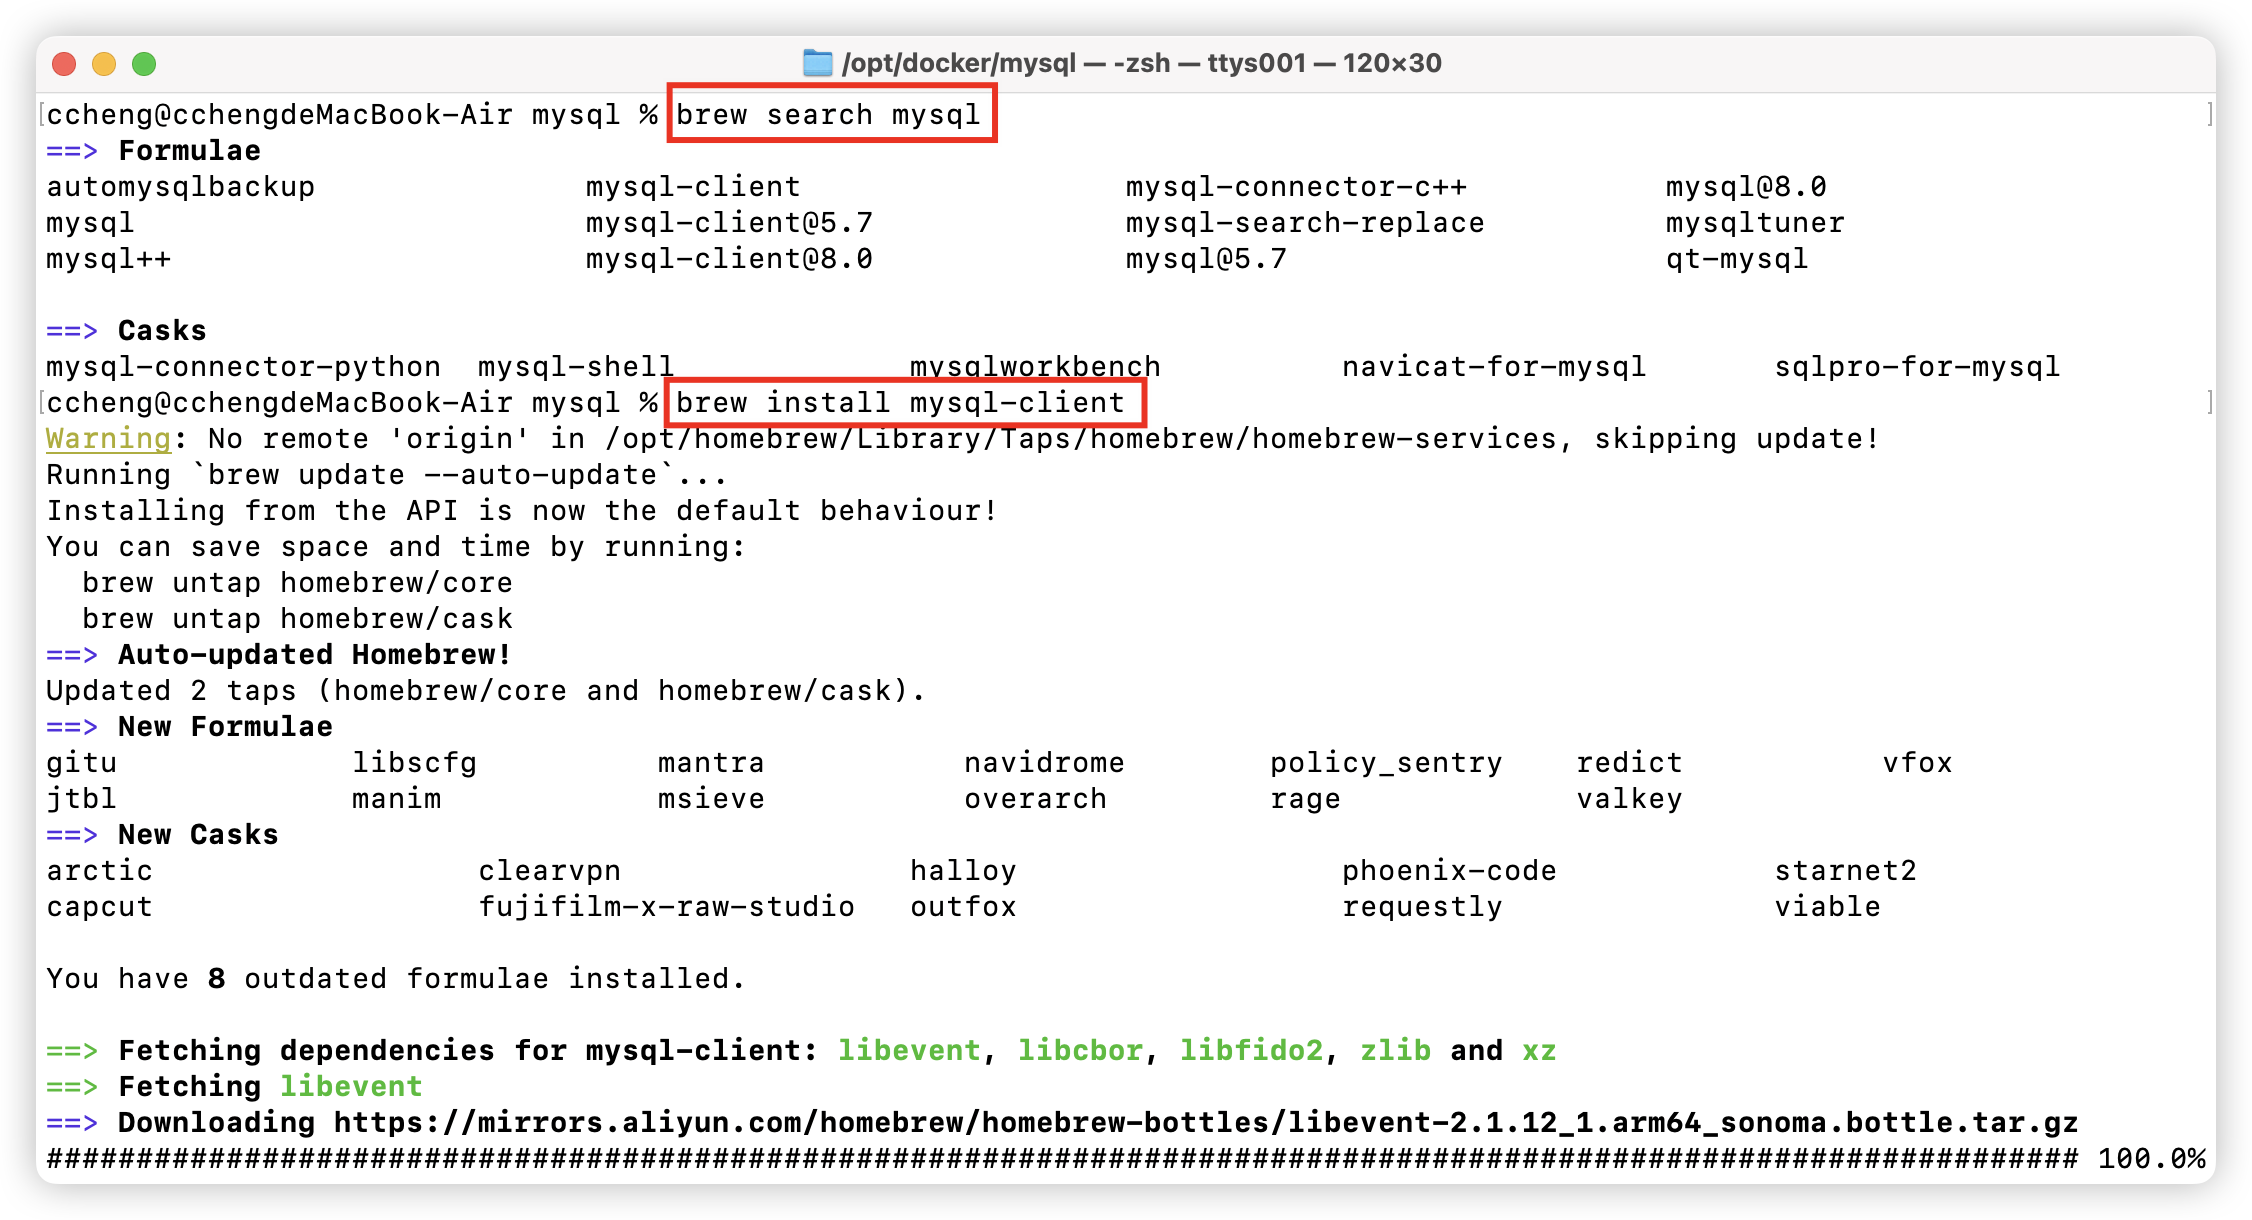 /opt/docker/mysql — -zsh — ttys001 — 120×30
[ccheng@cchengdeMacBook-Air mysql % brew search mysql ]
==> Formulae
automysqlbackup mysql-client mysql-connector-c++ mysql@8.0
mysql mysql-client@5.7 mysql-search-replace mysqltuner
mysql++ mysql-client@8.0 mysql@5.7 qt-mysql
==> Casks
mysql-connector-python mysql-shell mysqlworkbench navicat-for-mysql sqlpro-for-mysql
[ccheng@cchengdeMacBook-Air mysql % brew install mysql-client ]
Warning: No remote 'origin' in /opt/homebrew/Library/Taps/homebrew/homebrew-services, skipping update!
Running `brew update --auto-update`...
Installing from the API is now the default behaviour!
You can save space and time by running:
  brew untap homebrew/core
  brew untap homebrew/cask
==> Auto-updated Homebrew!
Updated 2 taps (homebrew/core and homebrew/cask).
==> New Formulae
gitu libscfg mantra navidrome policy_sentry redict vfox
jtbl manim msieve overarch rage valkey
==> New Casks
arctic clearvpn halloy phoenix-code starnet2
capcut fujifilm-x-raw-studio outfox requestly viable
You have 8 outdated formulae installed.
==> Fetching dependencies for mysql-client: libevent, libcbor, libfido2, zlib and xz
==> Fetching libevent
==> Downloading https://mirrors.aliyun.com/homebrew/homebrew-bottles/libevent-2.1.12_1.arm64_sonoma.bottle.tar.gz
################################################################################################################# 100.0%